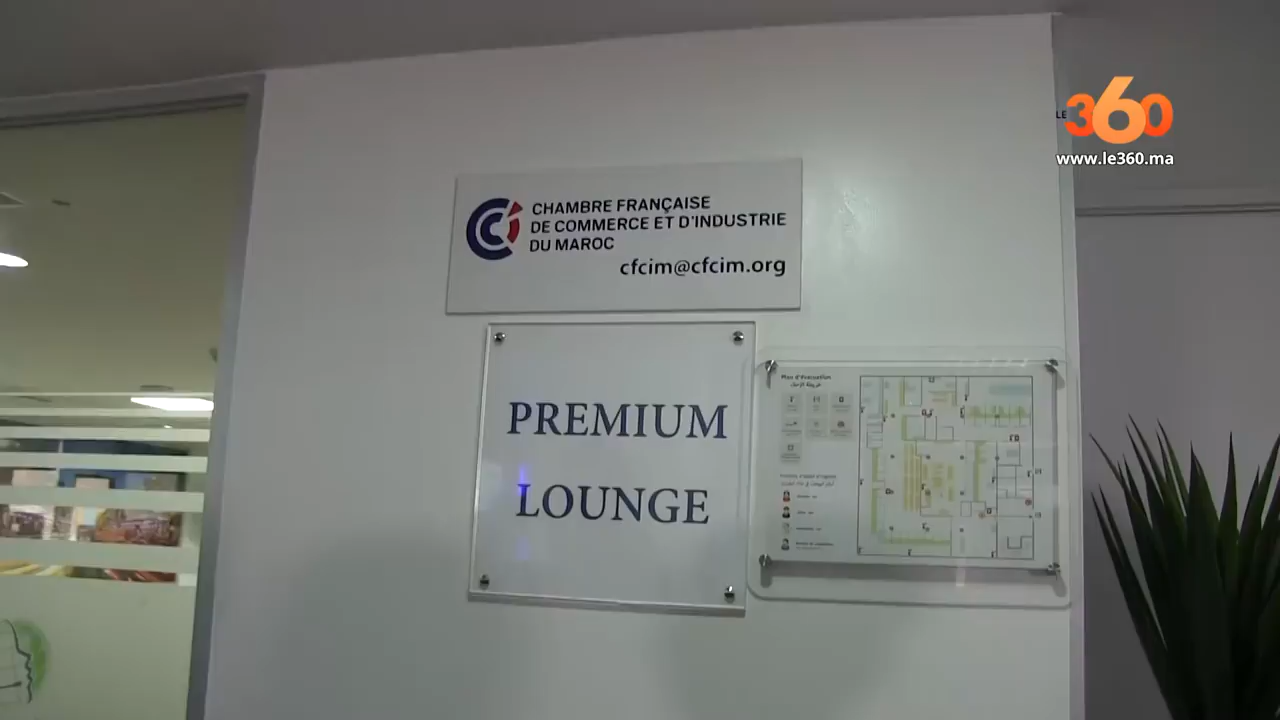 LE 360
www.le360.ma
CHAMBRE FRANÇAISE
DE COMMERCE ET D'INDUSTRIE
DU MAROC
cfcim@cfcim.org
PREMIUM
LOUNGE
Plan d'évacuation